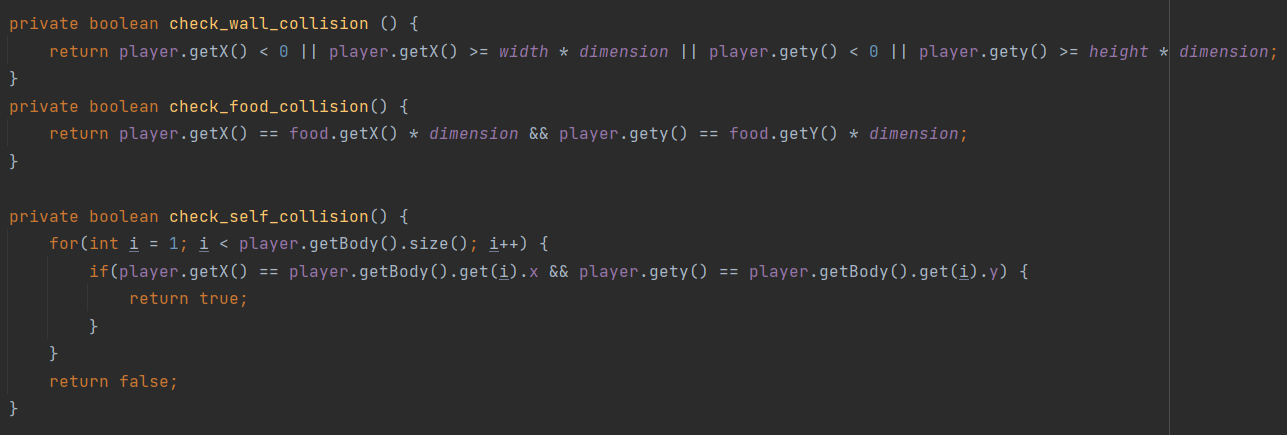 private boolean check_wall_collision () {
    return player.getX() < 0 || player.getX() >= width * dimension || player.gety() < 0 || player.gety() >= height * dimension;
}
private boolean check_food_collision() {
    return player.getX() == food.getX() * dimension && player.gety() == food.getY() * dimension;
}

private boolean check_self_collision() {
    for(int i = 1; i < player.getBody().size(); i++) {
        if(player.getX() == player.getBody().get(i).x && player.gety() == player.getBody().get(i).y) {
            return true;
        }
    }
    return false;
}